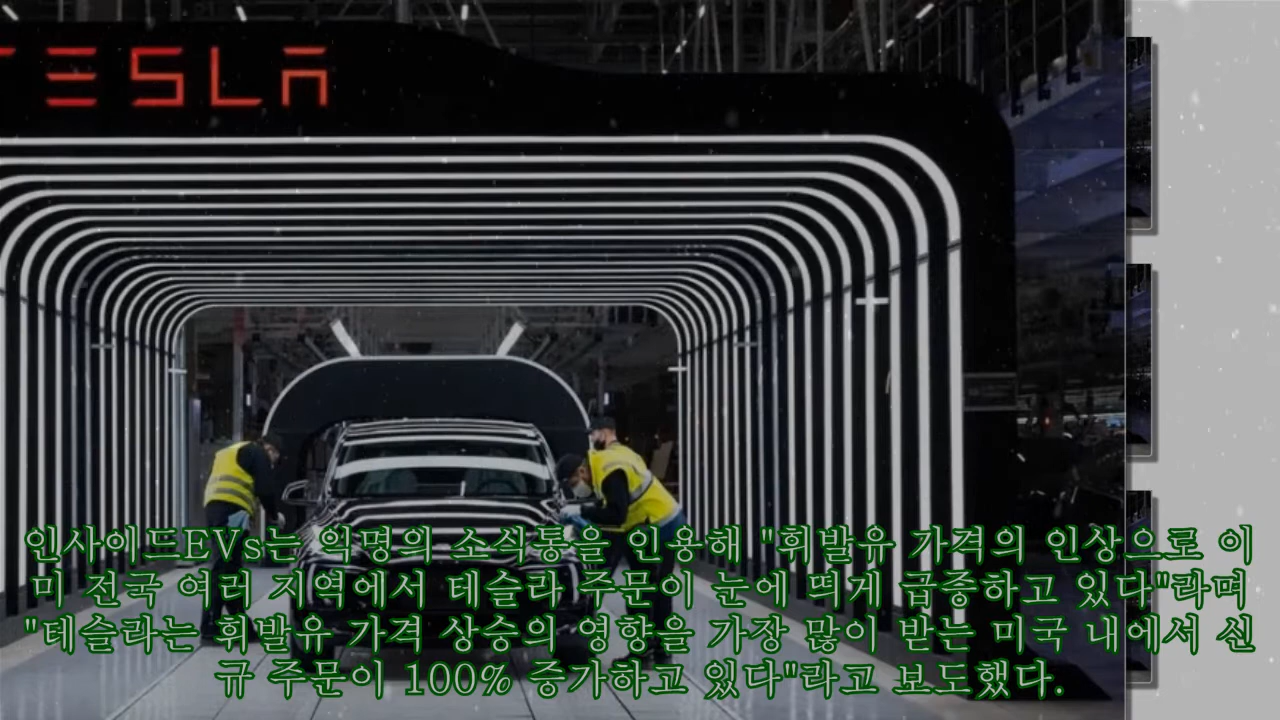 TESLA
인사이드EVs는 익명의 소식통을 인용해 "휘발유 가격의 인상으로 이
미 전국 여러 지역에서 테슬라 주문이 눈에 띄게 급증하고 있다"라며
"테슬라는 휘발유 가격 상승의 영향을 가장 많이 받는 미국 내에서 신
규 주문이 100% 증가하고 있다"라고 보도했다.